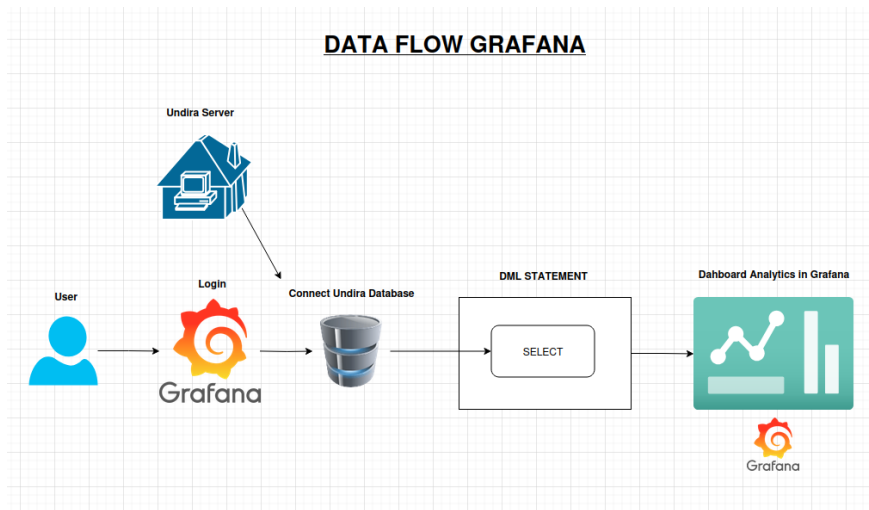 DATA FLOW GRAFANA
Undira Server
User
Login
Grafana
Connect Undira Database
DML STATEMENT
SELECT
Dahboard Analytics in Grafana
Grafana